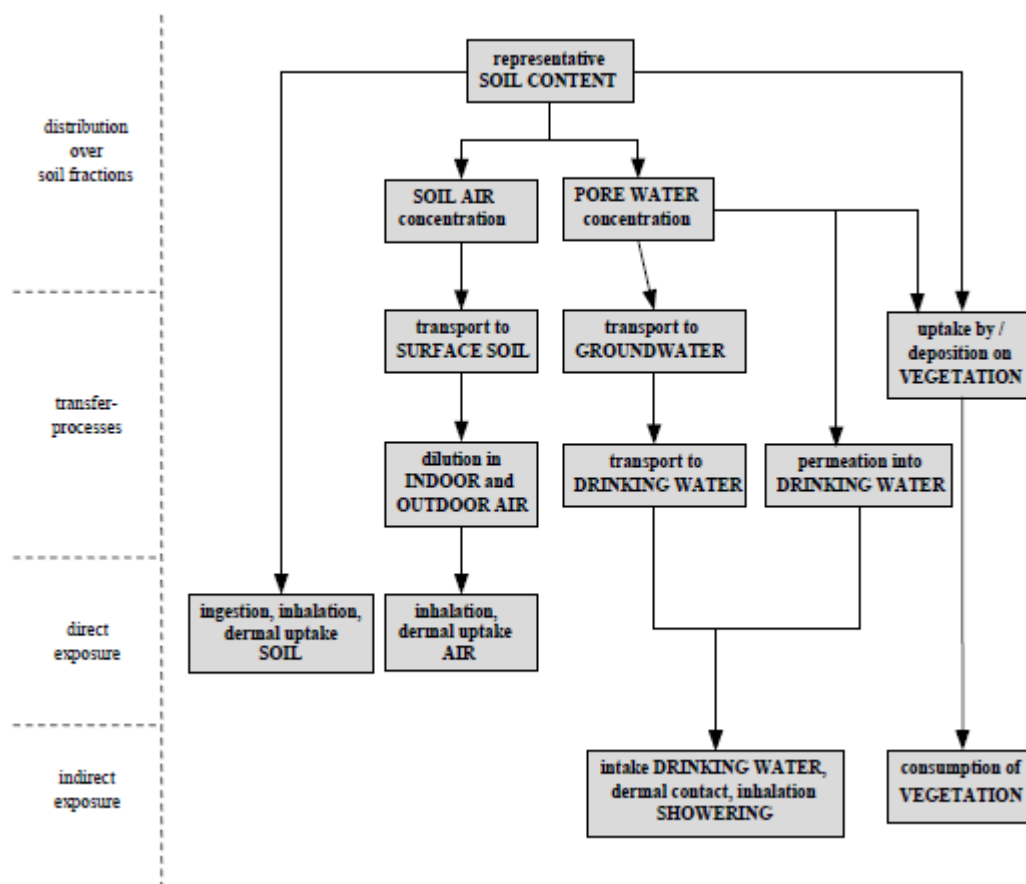 representative
SOIL CONTENT
distribution
over
soil fractions
SOIL AIR
concentration
PORE WATER
concentration
transfer-
processes
transport to
SURFACE SOIL
transport to
GROUNDWATER
uptake by /
deposition on
VEGETATION
dilution in
INDOOR and
OUTDOOR AIR
transport to
DRINKING WATER
permeation into
DRINKING WATER
direct
exposure
ingestion, inhalation,
dermal uptake
SOIL
inhalation,
dermal uptake
AIR
indirect
exposure
intake DRINKING WATER,
dermal contact, inhalation
SHOWERING
consumption of
VEGETATION